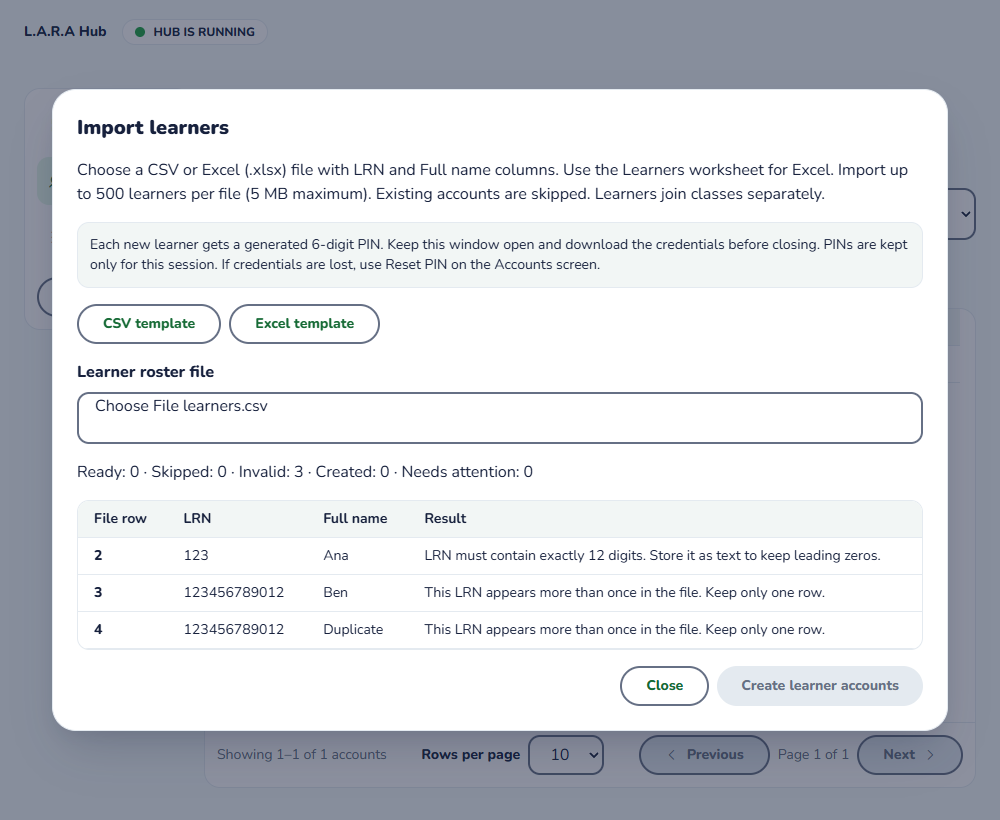 L.A.R.A Hub
HUB IS RUNNING
Import learners
Choose a CSV or Excel (.xlsx) file with LRN and Full name columns. Use the Learners worksheet for Excel. Import up
to 500 learners per file (5 MB maximum). Existing accounts are skipped. Learners join classes separately.
Each new learner gets a generated 6-digit PIN. Keep this window open and download the credentials before closing. PINs are kept
only for this session. If credentials are lost, use Reset PIN on the Accounts screen.
CSV template
Excel template
Learner roster file
Choose File learners.csv
Ready: 0 · Skipped: 0 · Invalid: 3 · Created: 0 · Needs attention: 0
File row LRN Full name Result
2 123 Ana LRN must contain exactly 12 digits. Store it as text to keep leading zeros.
3 123456789012 Ben This LRN appears more than once in the file. Keep only one row.
4 123456789012 Duplicate This LRN appears more than once in the file. Keep only one row.
Close
Create learner accounts
Showing 1–1 of 1 accounts
Rows per page
10
Previous
Page 1 of 1
Next